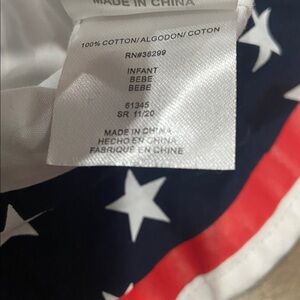 MADE IN CHINA
100% COTTON/ALGODON/COTON
RN#36299
INFANT
BEBE
BEBE
61345
SR 11/20
MADE IN CHINA
HECHO EN CHINA
FABRIQUE EN CHINE